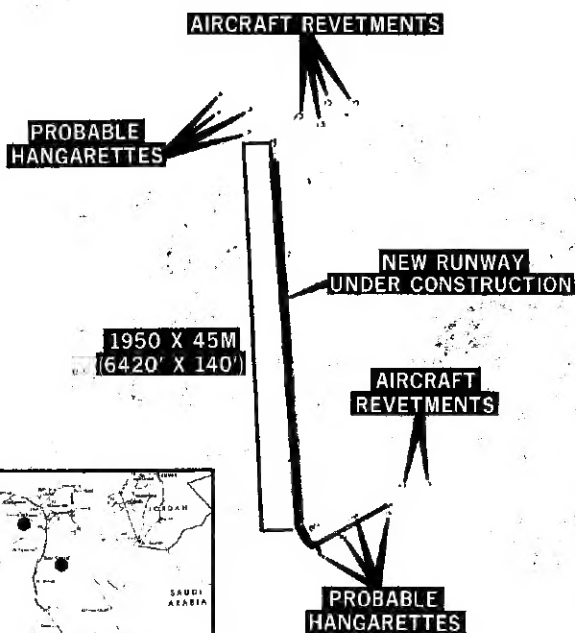 AIRCRAFT REVETMENTS
PROBABLE
HANGARETTES
NEW RUNWAY
UNDER CONSTRUCTION
1950 X 45M
(6420' X 140')
AIRCRAFT
REVETMENTS
JORDAN
SAUDI
ARABIA
PROBABLE
HANGARETTES